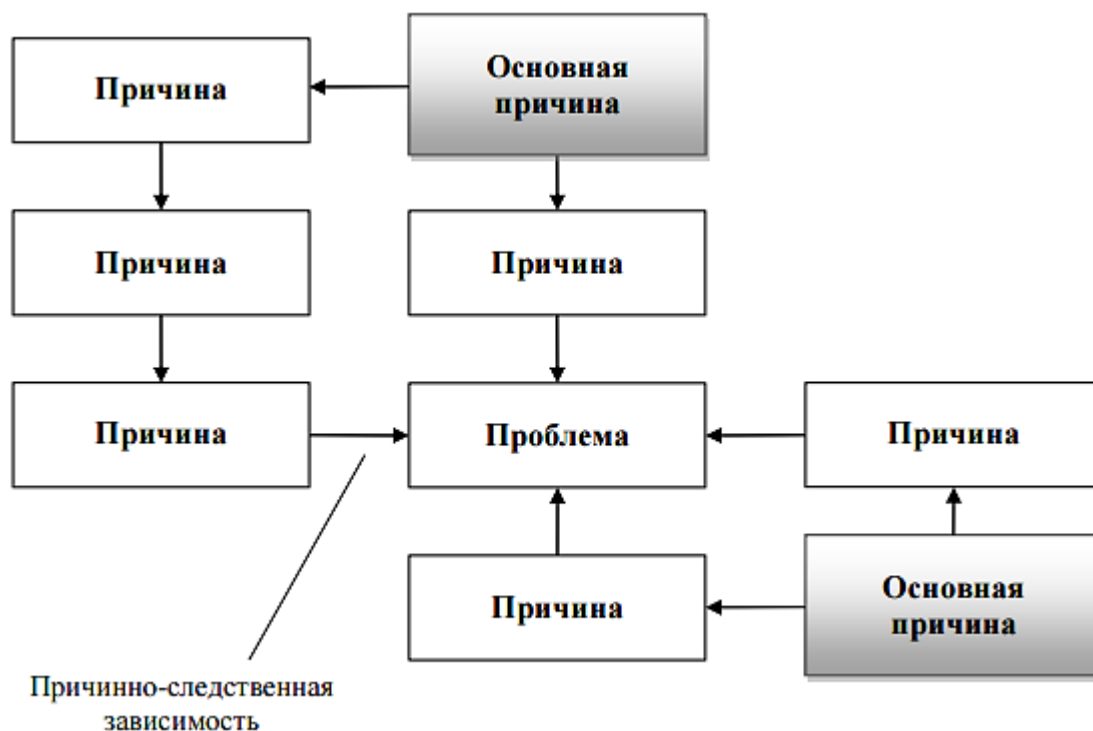 Причина
Основная
причина
Причина
Причина
Причина
Проблема
Причина
Причина
Основная
причина
Причинно-следственная
зависимость